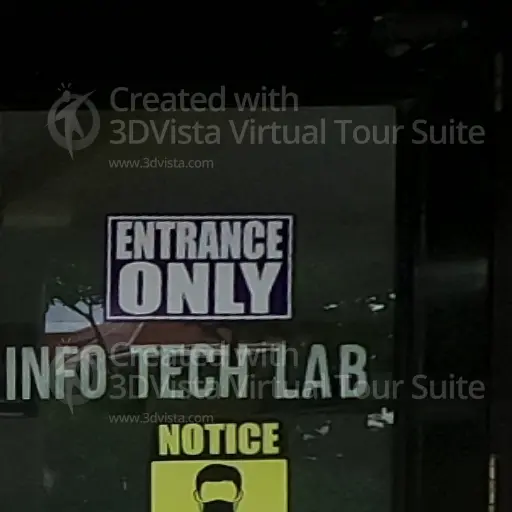 Created with
3DVista Virtual Tour Suite
www.3dvista.com
ENTRANCE
ONLY
INFO TECH LAB
Created with
3DVista Virtual Tour Suite
www.3dvista.com
NOTICE